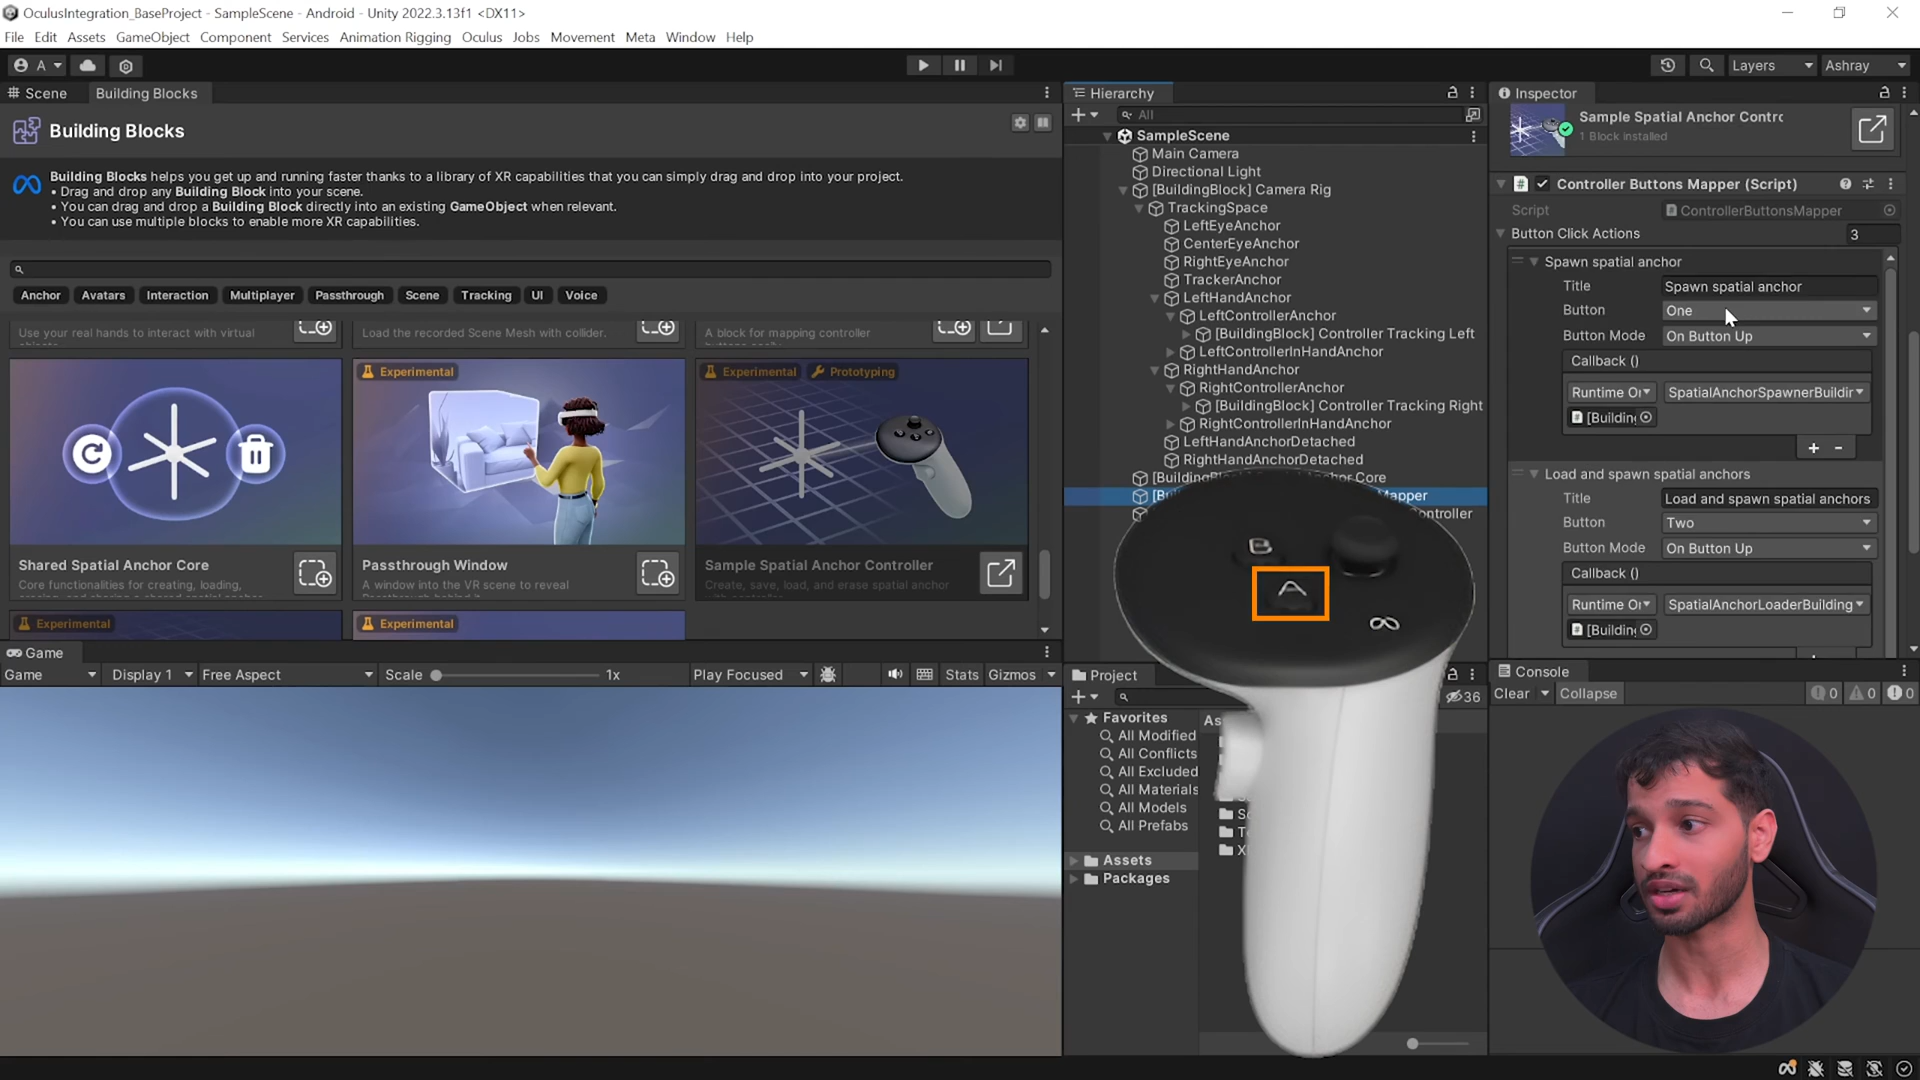 OculusIntegration_BaseProject - SampleScene - Android - Unity 2022.3.13f1 <DX11>
File Edit Assets GameObject Component Services Animation Rigging Oculus Jobs Movement Meta Window Help
A
Layers
Ashray
Scene
Building Blocks
Building Blocks
Building Blocks helps you get up and running faster thanks to a library of XR capabilities that you can simply drag and drop into your project.
• Drag and drop any Building Block into your scene.
• You can drag and drop a Building Block directly into an existing GameObject when relevant.
• You can use multiple blocks to enable more XR capabilities.
Anchor Avatars Interaction Multiplayer Passthrough Scene Tracking UI Voice
Use your real hands to interact with virtual
Load the recorded Scene Mesh with collider.
A block for mapping controller
Experimental
Experimental
Prototyping
Shared Spatial Anchor Core
Core functionalities for creating, loading,
Passthrough Window
A window into the VR scene to reveal
Sample Spatial Anchor Controller
Create, save, load, and erase spatial anchor
Experimental
Experimental
Game
Game
Display 1
Free Aspect
Scale
1x
Play Focused
Stats
Gizmos
Hierarchy
All
SampleScene
Main Camera
Directional Light
[BuildingBlock] Camera Rig
TrackingSpace
LeftEyeAnchor
CenterEyeAnchor
RightEyeAnchor
TrackerAnchor
LeftHandAnchor
LeftControllerAnchor
[BuildingBlock] Controller Tracking Left
LeftControllerInHandAnchor
RightHandAnchor
RightControllerAnchor
[BuildingBlock] Controller Tracking Right
RightControllerInHandAnchor
LeftHandAnchorDetached
RightHandAnchorDetached
B
A
Project
36
Favorites
All Modified
All Conflicts
All Excluded
All Materials
All Models
All Prefabs
Assets
Packages
Inspector
Sample Spatial Anchor Contro
1 Block installed
Controller Buttons Mapper (Script)
Script
ControllerButtonsMapper
Button Click Actions
3
Spawn spatial anchor
Title
Spawn spatial anchor
Button
One
Button Mode
On Button Up
Callback ()
Runtime Or
SpatialAnchorSpawnerBuildir
[Building
Load and spawn spatial anchors
Title
Load and spawn spatial anchors
Button
Two
Button Mode
On Button Up
Callback ()
Runtime Or
SpatialAnchorLoaderBuilding
[Building
Console
Clear
Collapse
0
0
0